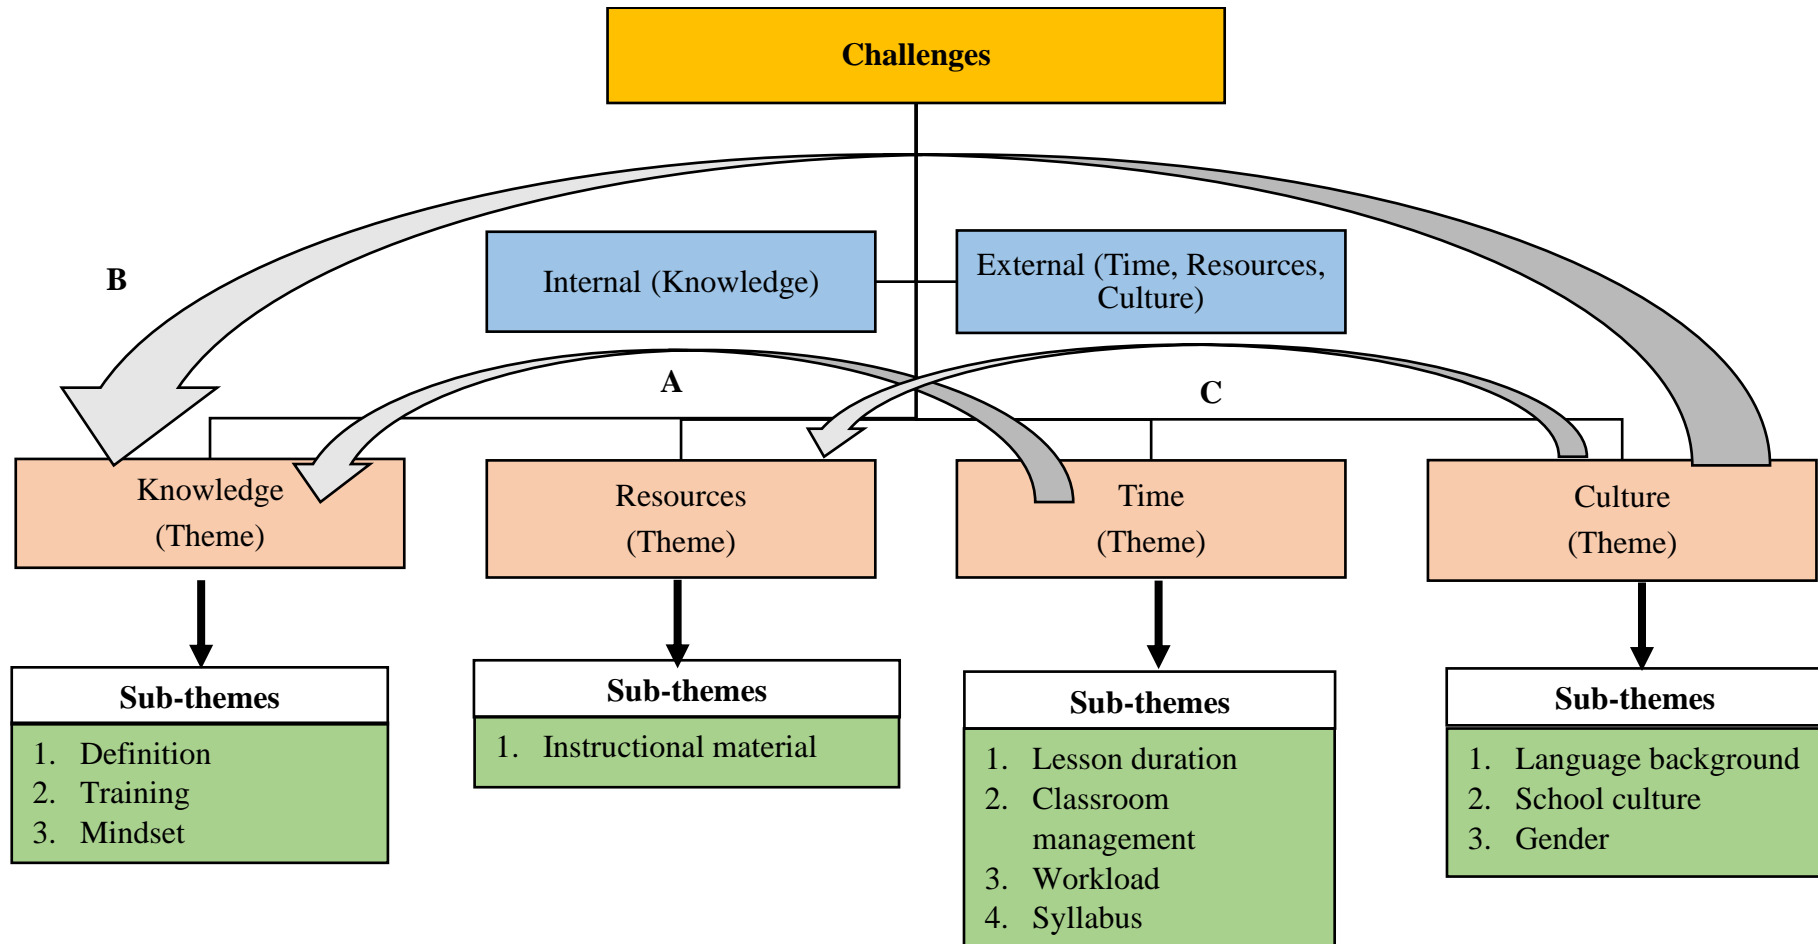 Challenges
B
Internal (Knowledge)
External (Time, Resources,
Culture)
A
C
Knowledge
(Theme)
Resources
(Theme)
Time
(Theme)
Culture
(Theme)
Sub-themes
1. Definition
2. Training
3. Mindset
Sub-themes
1. Instructional material
Sub-themes
1. Lesson duration
2. Classroom
management
3. Workload
4. Syllabus
Sub-themes
1. Language background
2. School culture
3. Gender